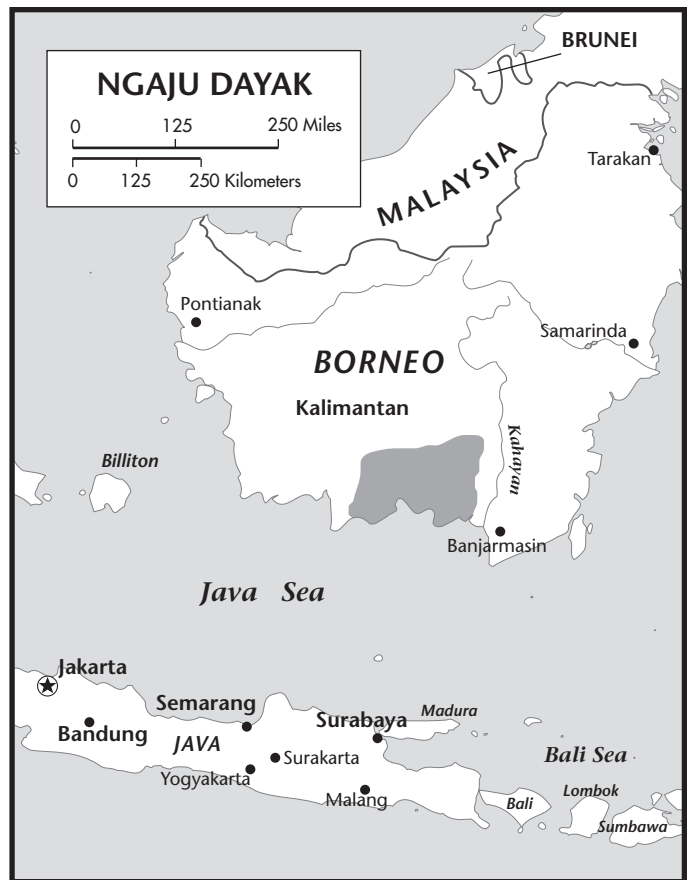 BRUNEI
NGAJU DAYAK
0 125 250 Miles
0 125 250 Kilometers
MALAYSIA
Tarakan
Pontianak
Samarinda
BORNEO
Kalimantan
Kahayan
Billiton
Banjarmasin
Java Sea
Jakarta
Semarang
Surabaya
Madura
Bandung
JAVA
Surakarta
Bali Sea
Yogyakarta
Malang
Bali
Lombok
Sumbawa